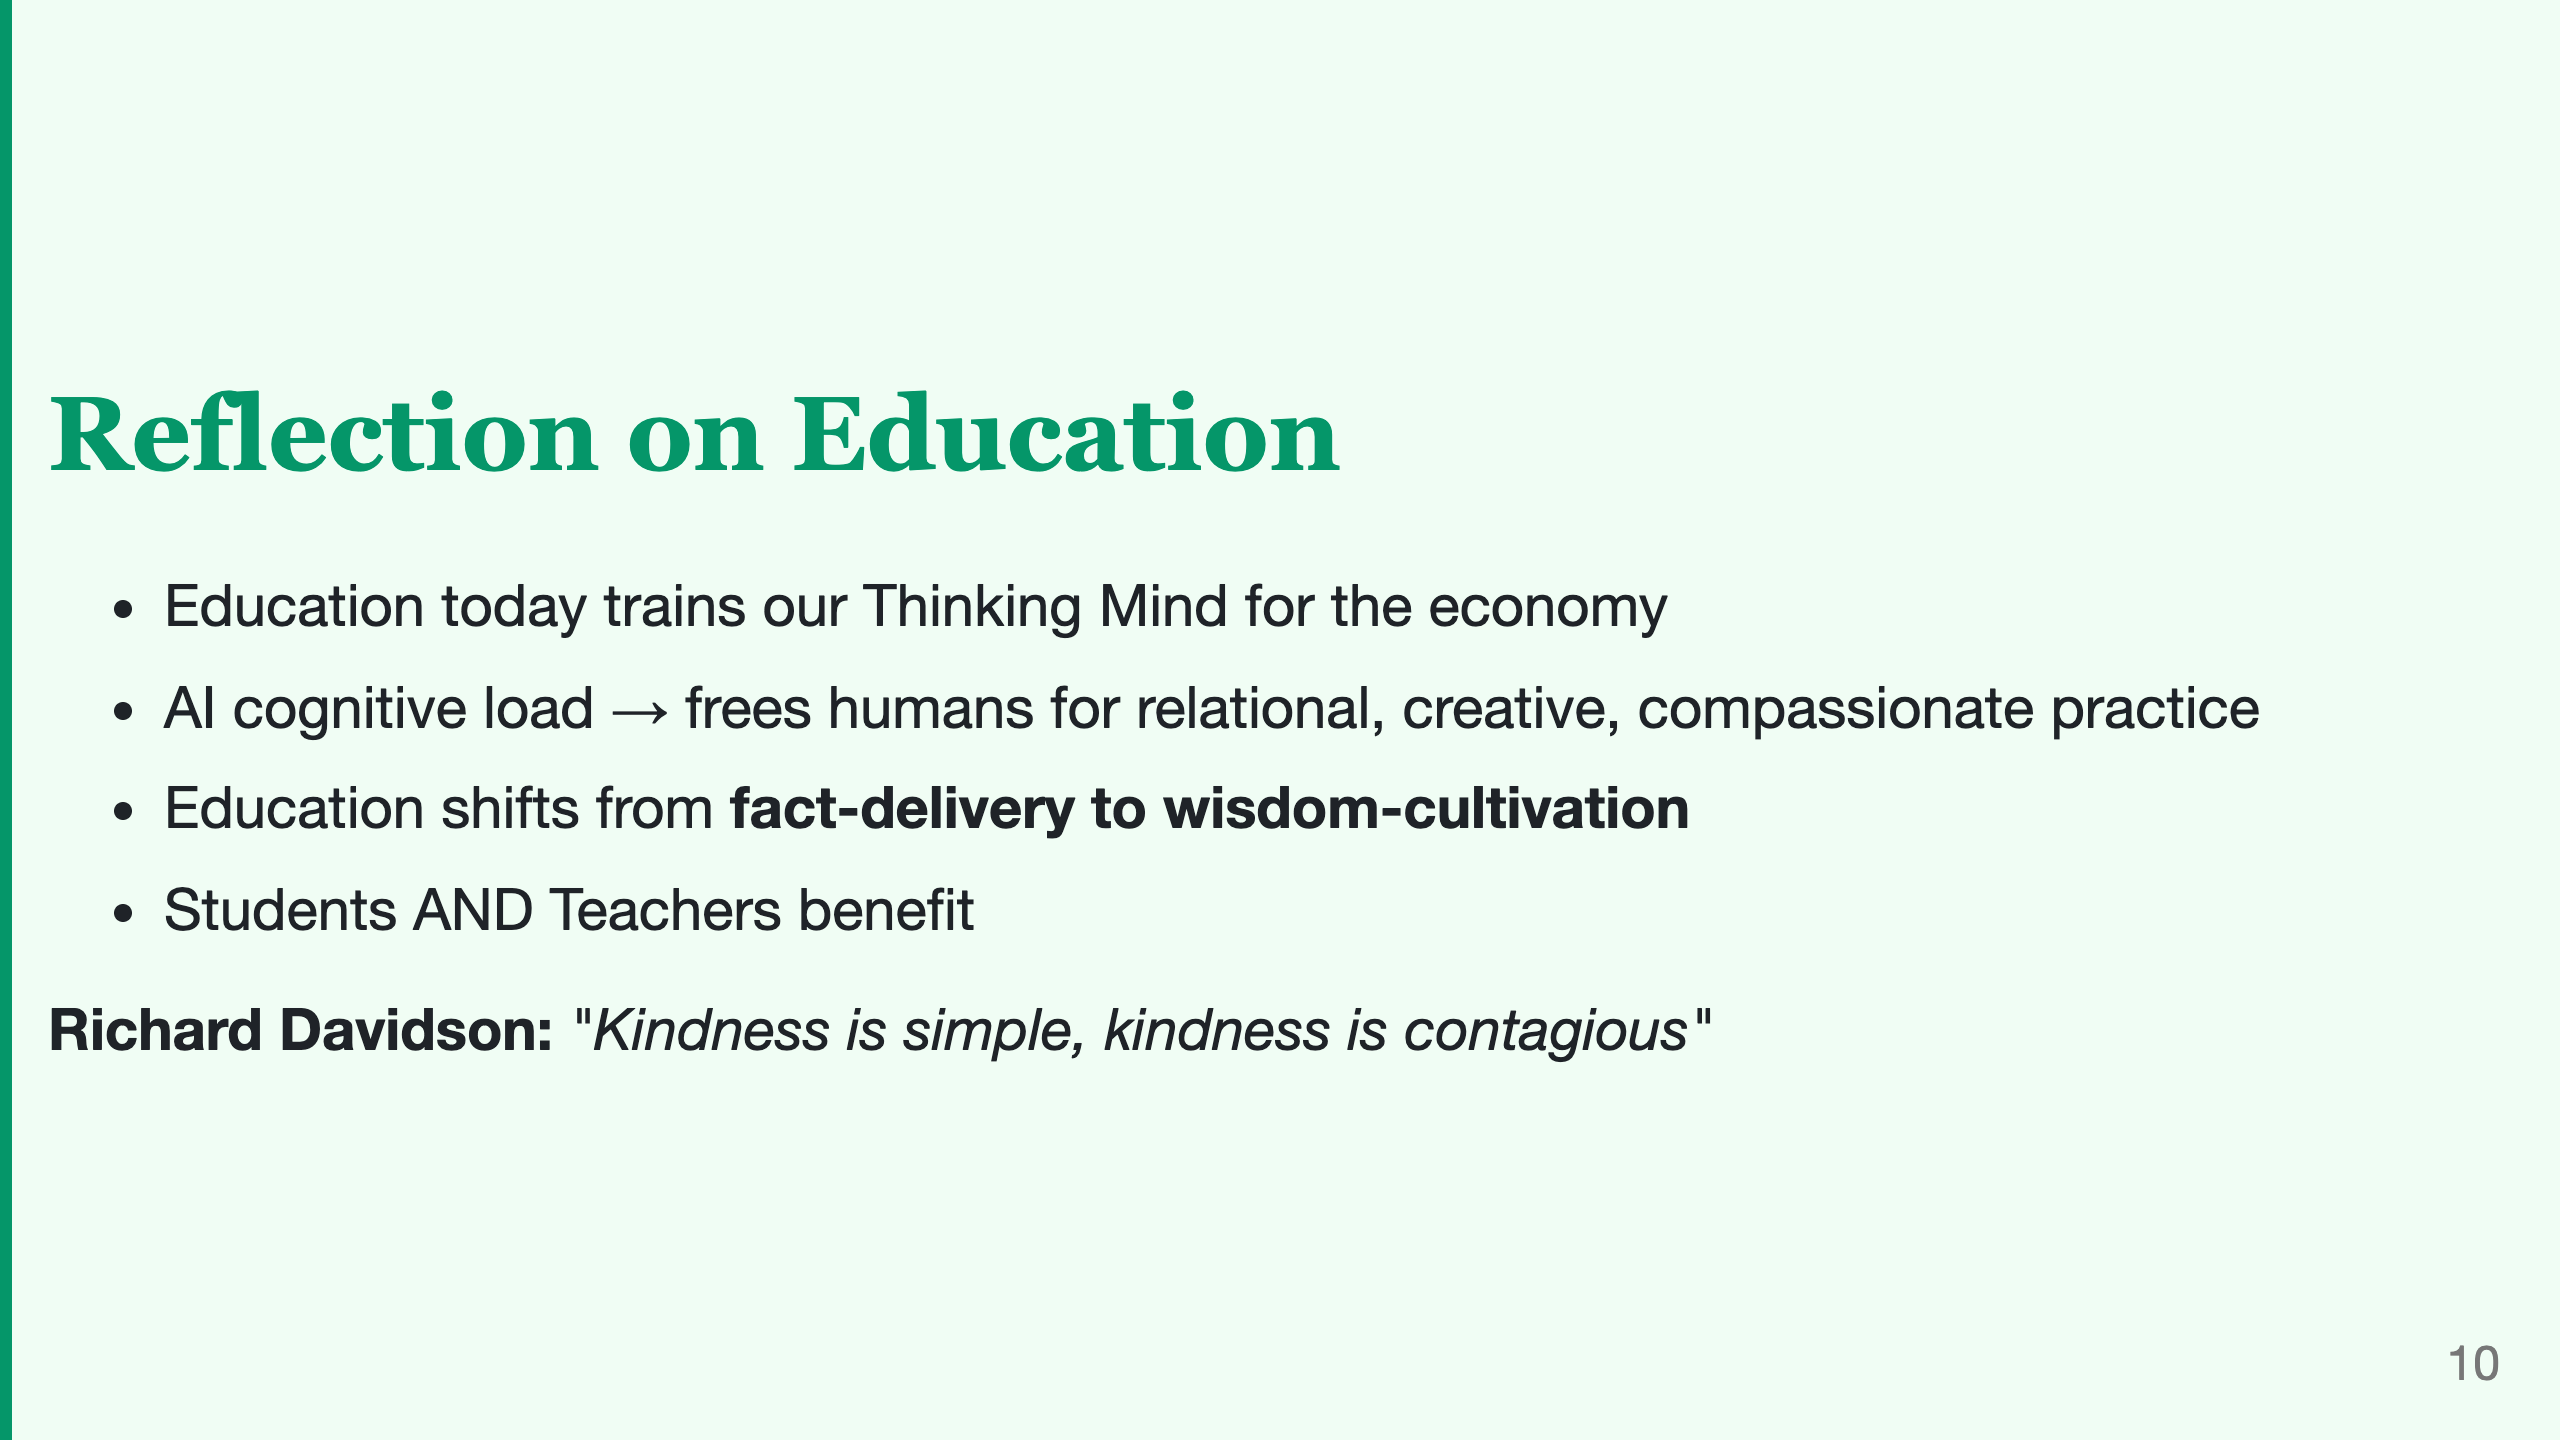 Reflection on Education
• Education today trains our Thinking Mind for the economy
• AI cognitive load → frees humans for relational, creative, compassionate practice
• Education shifts from fact-delivery to wisdom-cultivation
• Students AND Teachers benefit
Richard Davidson: "Kindness is simple, kindness is contagious"
10